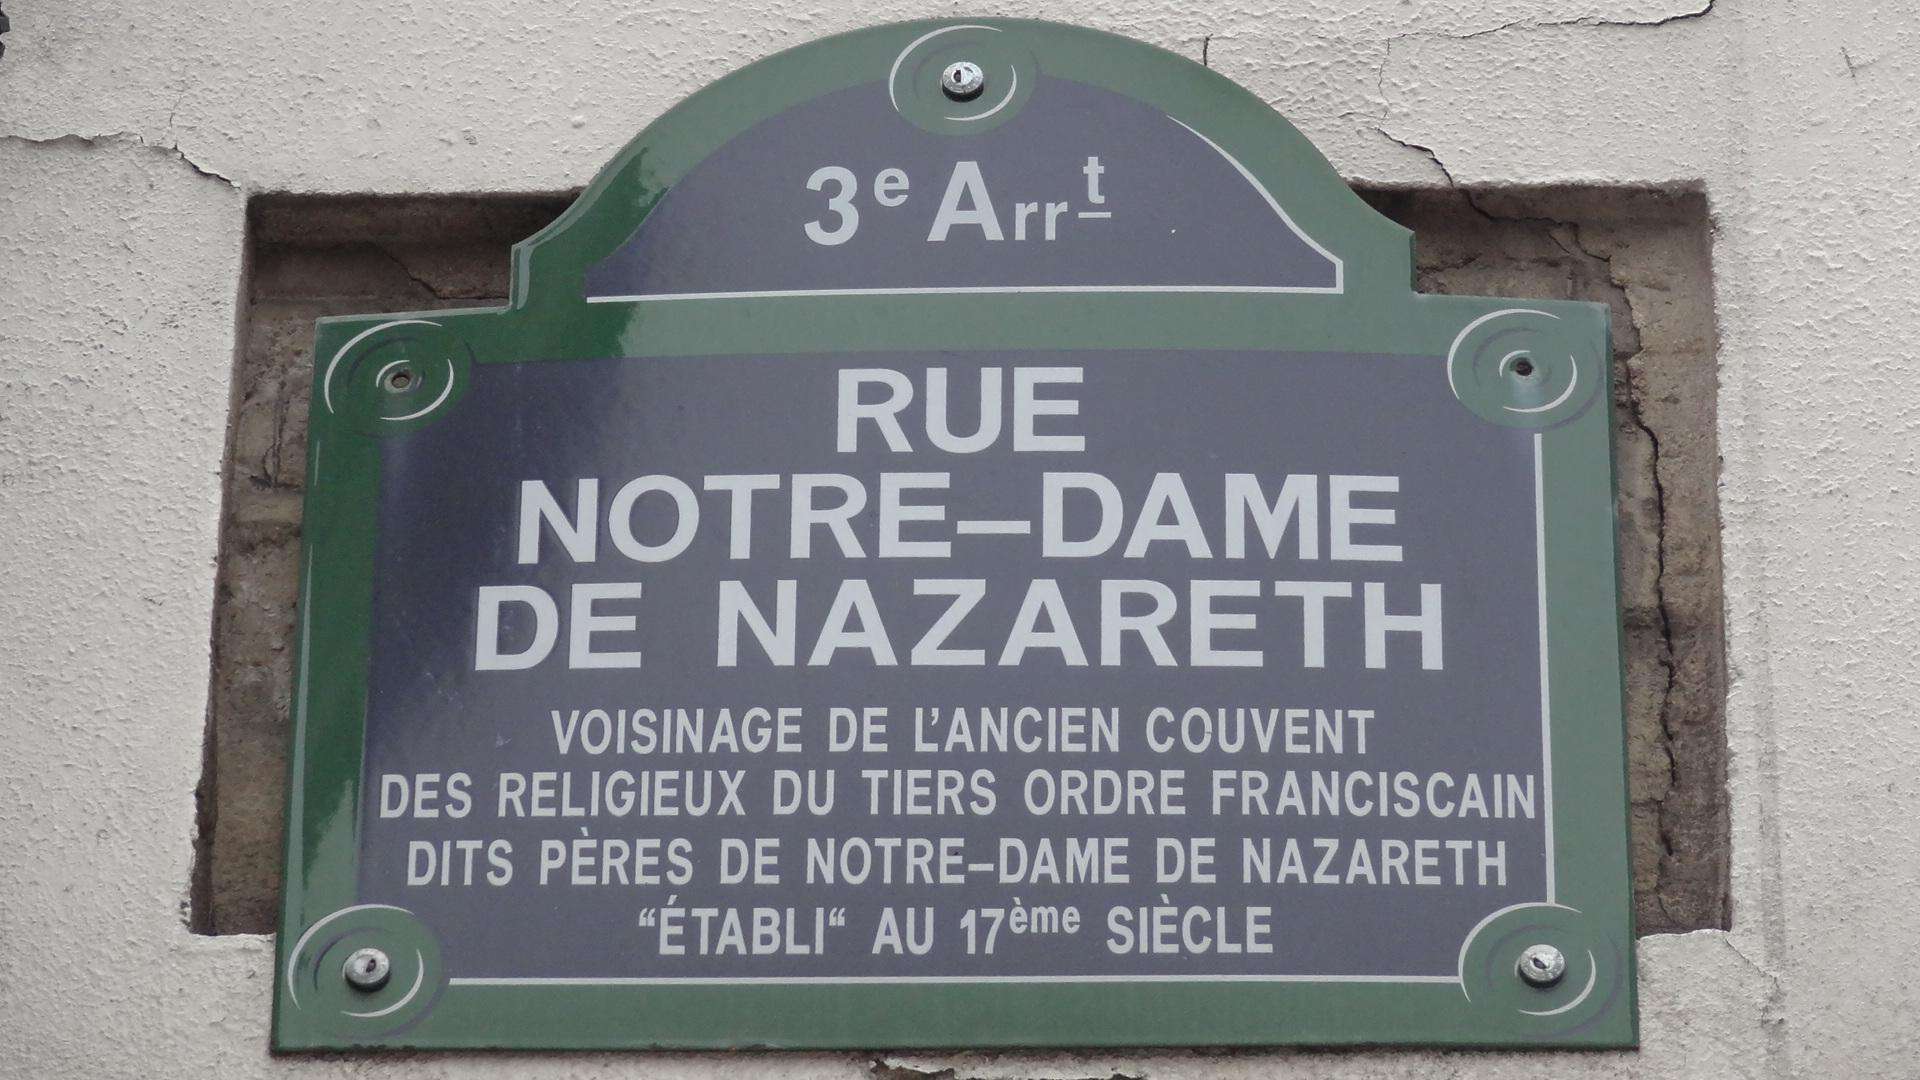 3e Arrt
RUE
NOTRE-DAME
DE NAZARETH
VOISINAGE DE L'ANCIEN COUVENT
DES RELIGIEUX DU TIERS ORDRE FRANCISCAIN
DITS PÈRES DE NOTRE-DAME DE NAZARETH
“ÉTABLI“ AU 17ème SIÈCLE